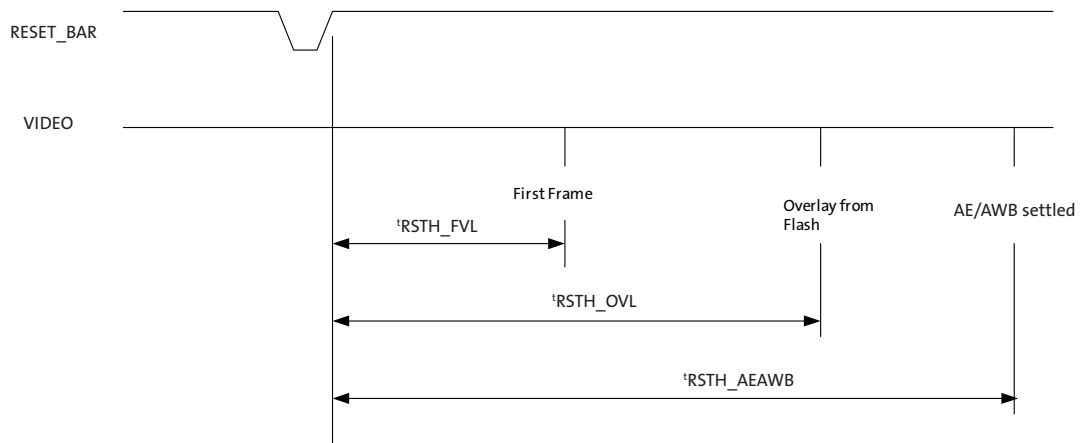 RESET_BAR
VIDEO
First Frame
Overlay from
Flash
AE/AWB settled
tRSTH_FVL
tRSTH_OVL
tRSTH_AEAWB